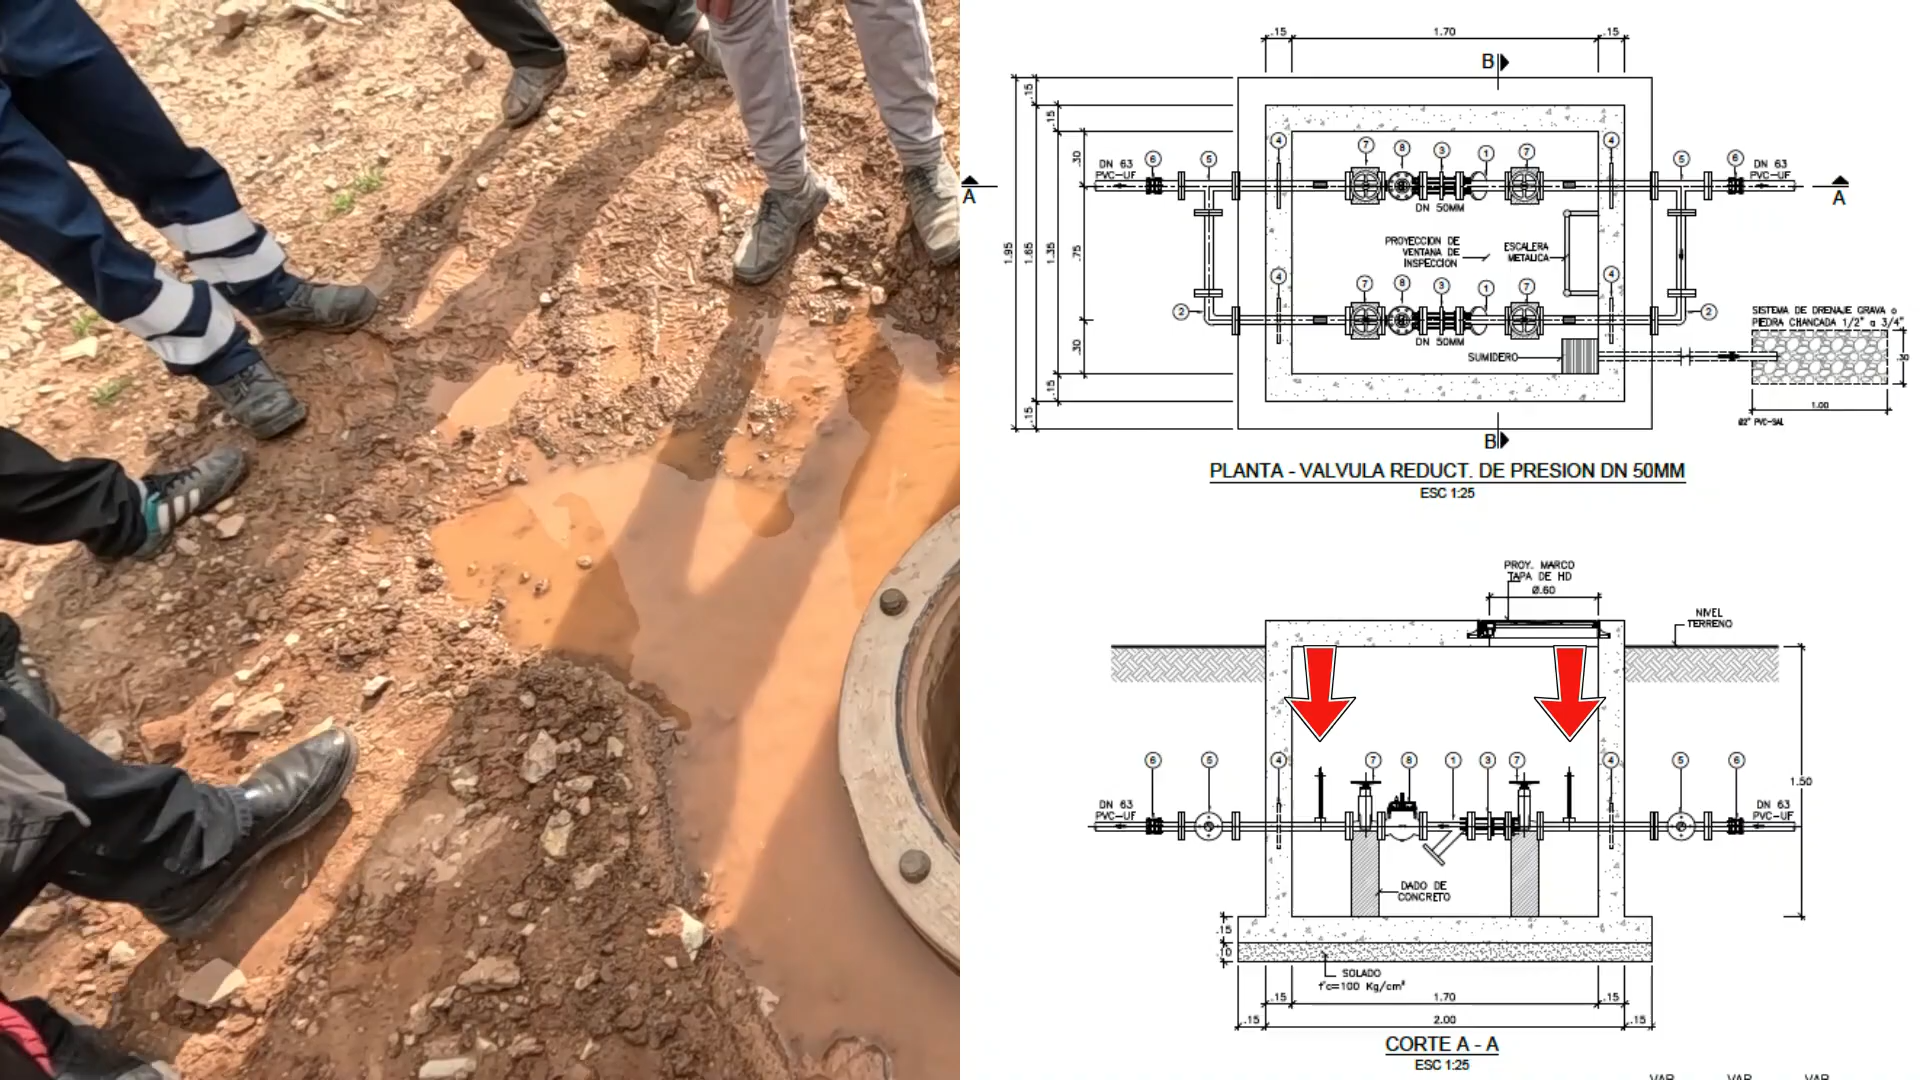 .15
1.70
.15
B
.15
.15
.30
1.95
1.65
1.35
.75
.30
.15
.15
4
7
8
3
1
7
4
6
5
5
6
DN 63
PVC-UF
DN 63
PVC-UF
A
A
DN 50MM
PROYECCION DE
VENTANA DE
INSPECCION
ESCALERA
METALICA
4
7
8
3
1
7
4
2
2
DN 50MM
SUMIDERO
SISTEMA DE DRENAJE GRAVA o
PIEDRA CHANCADA 1/2" a 3/4"
.30
1.00
Ø2" PVC-SAL
B
PLANTA - VALVULA REDUCT. DE PRESION DN 50MM
ESC 1:25
PROY. MARCO
TAPA DE HD
Ø.60
NIVEL
TERRENO
6
5
4
7
8
1
3
7
4
5
6
1.50
DN 63
PVC-UF
DN 63
PVC-UF
DADO DE
CONCRETO
.15
.10
SOLADO
f'c=100 Kg/cm²
.15
1.70
.15
.15
2.00
.15
CORTE A - A
ESC 1:25
VAR
VAR
VAR